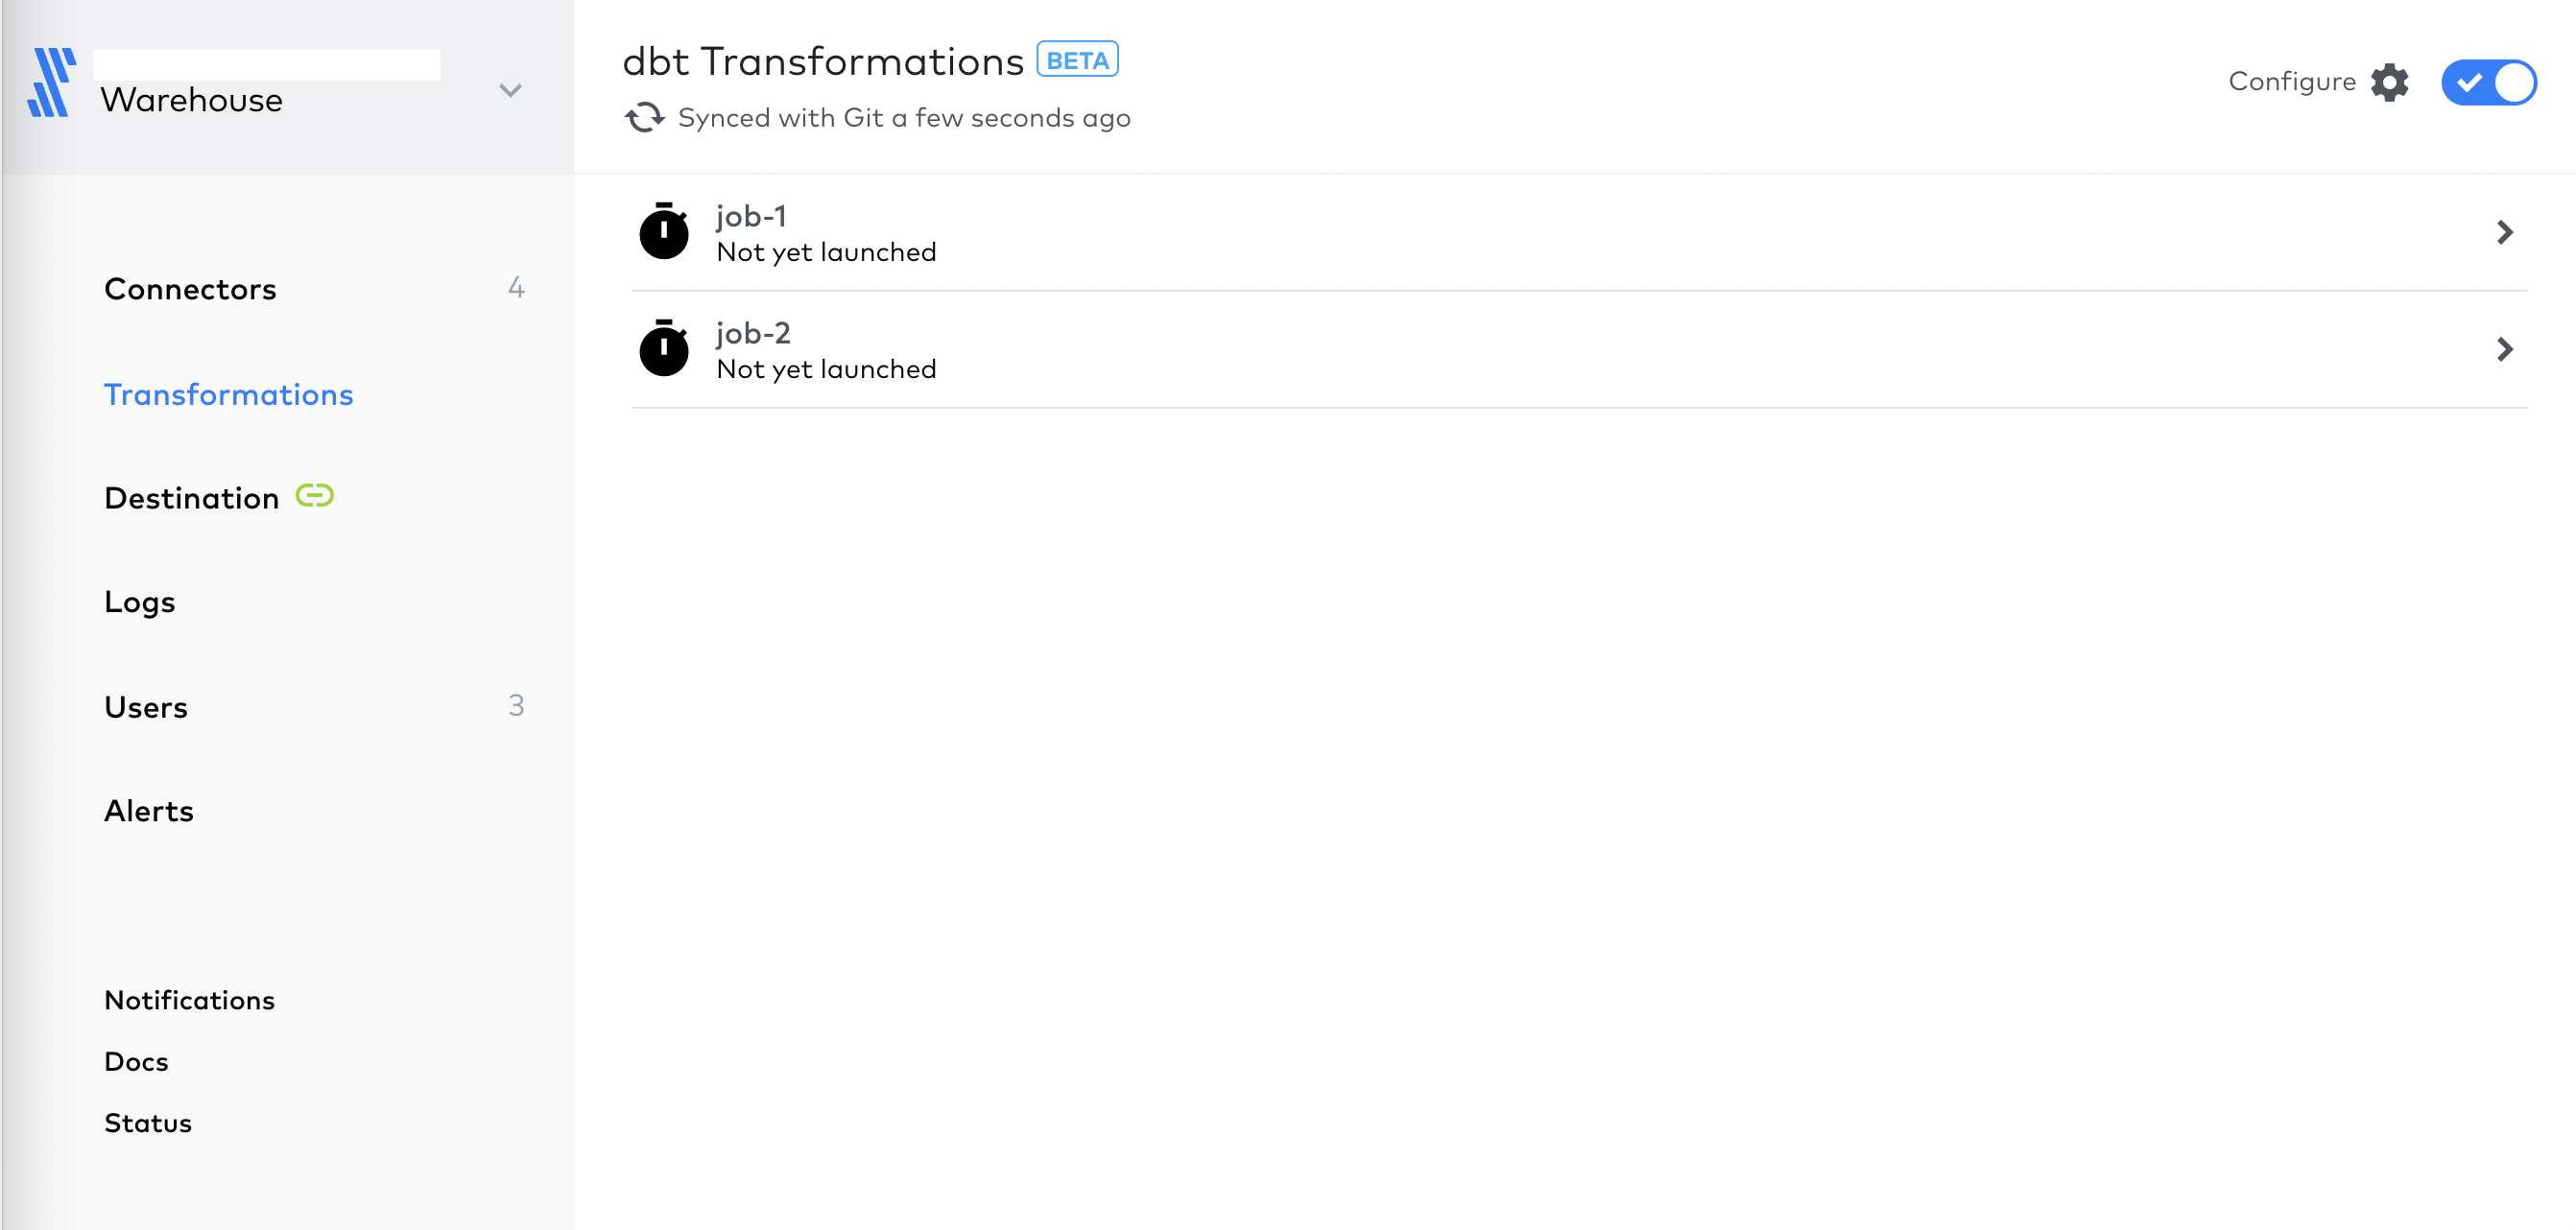 Warehouse
Connectors 4
Transformations
Destination
Logs
Users 3
Alerts
Notifications
Docs
Status
dbt Transformations BETA
Synced with Git a few seconds ago
Configure
job-1
Not yet launched
job-2
Not yet launched